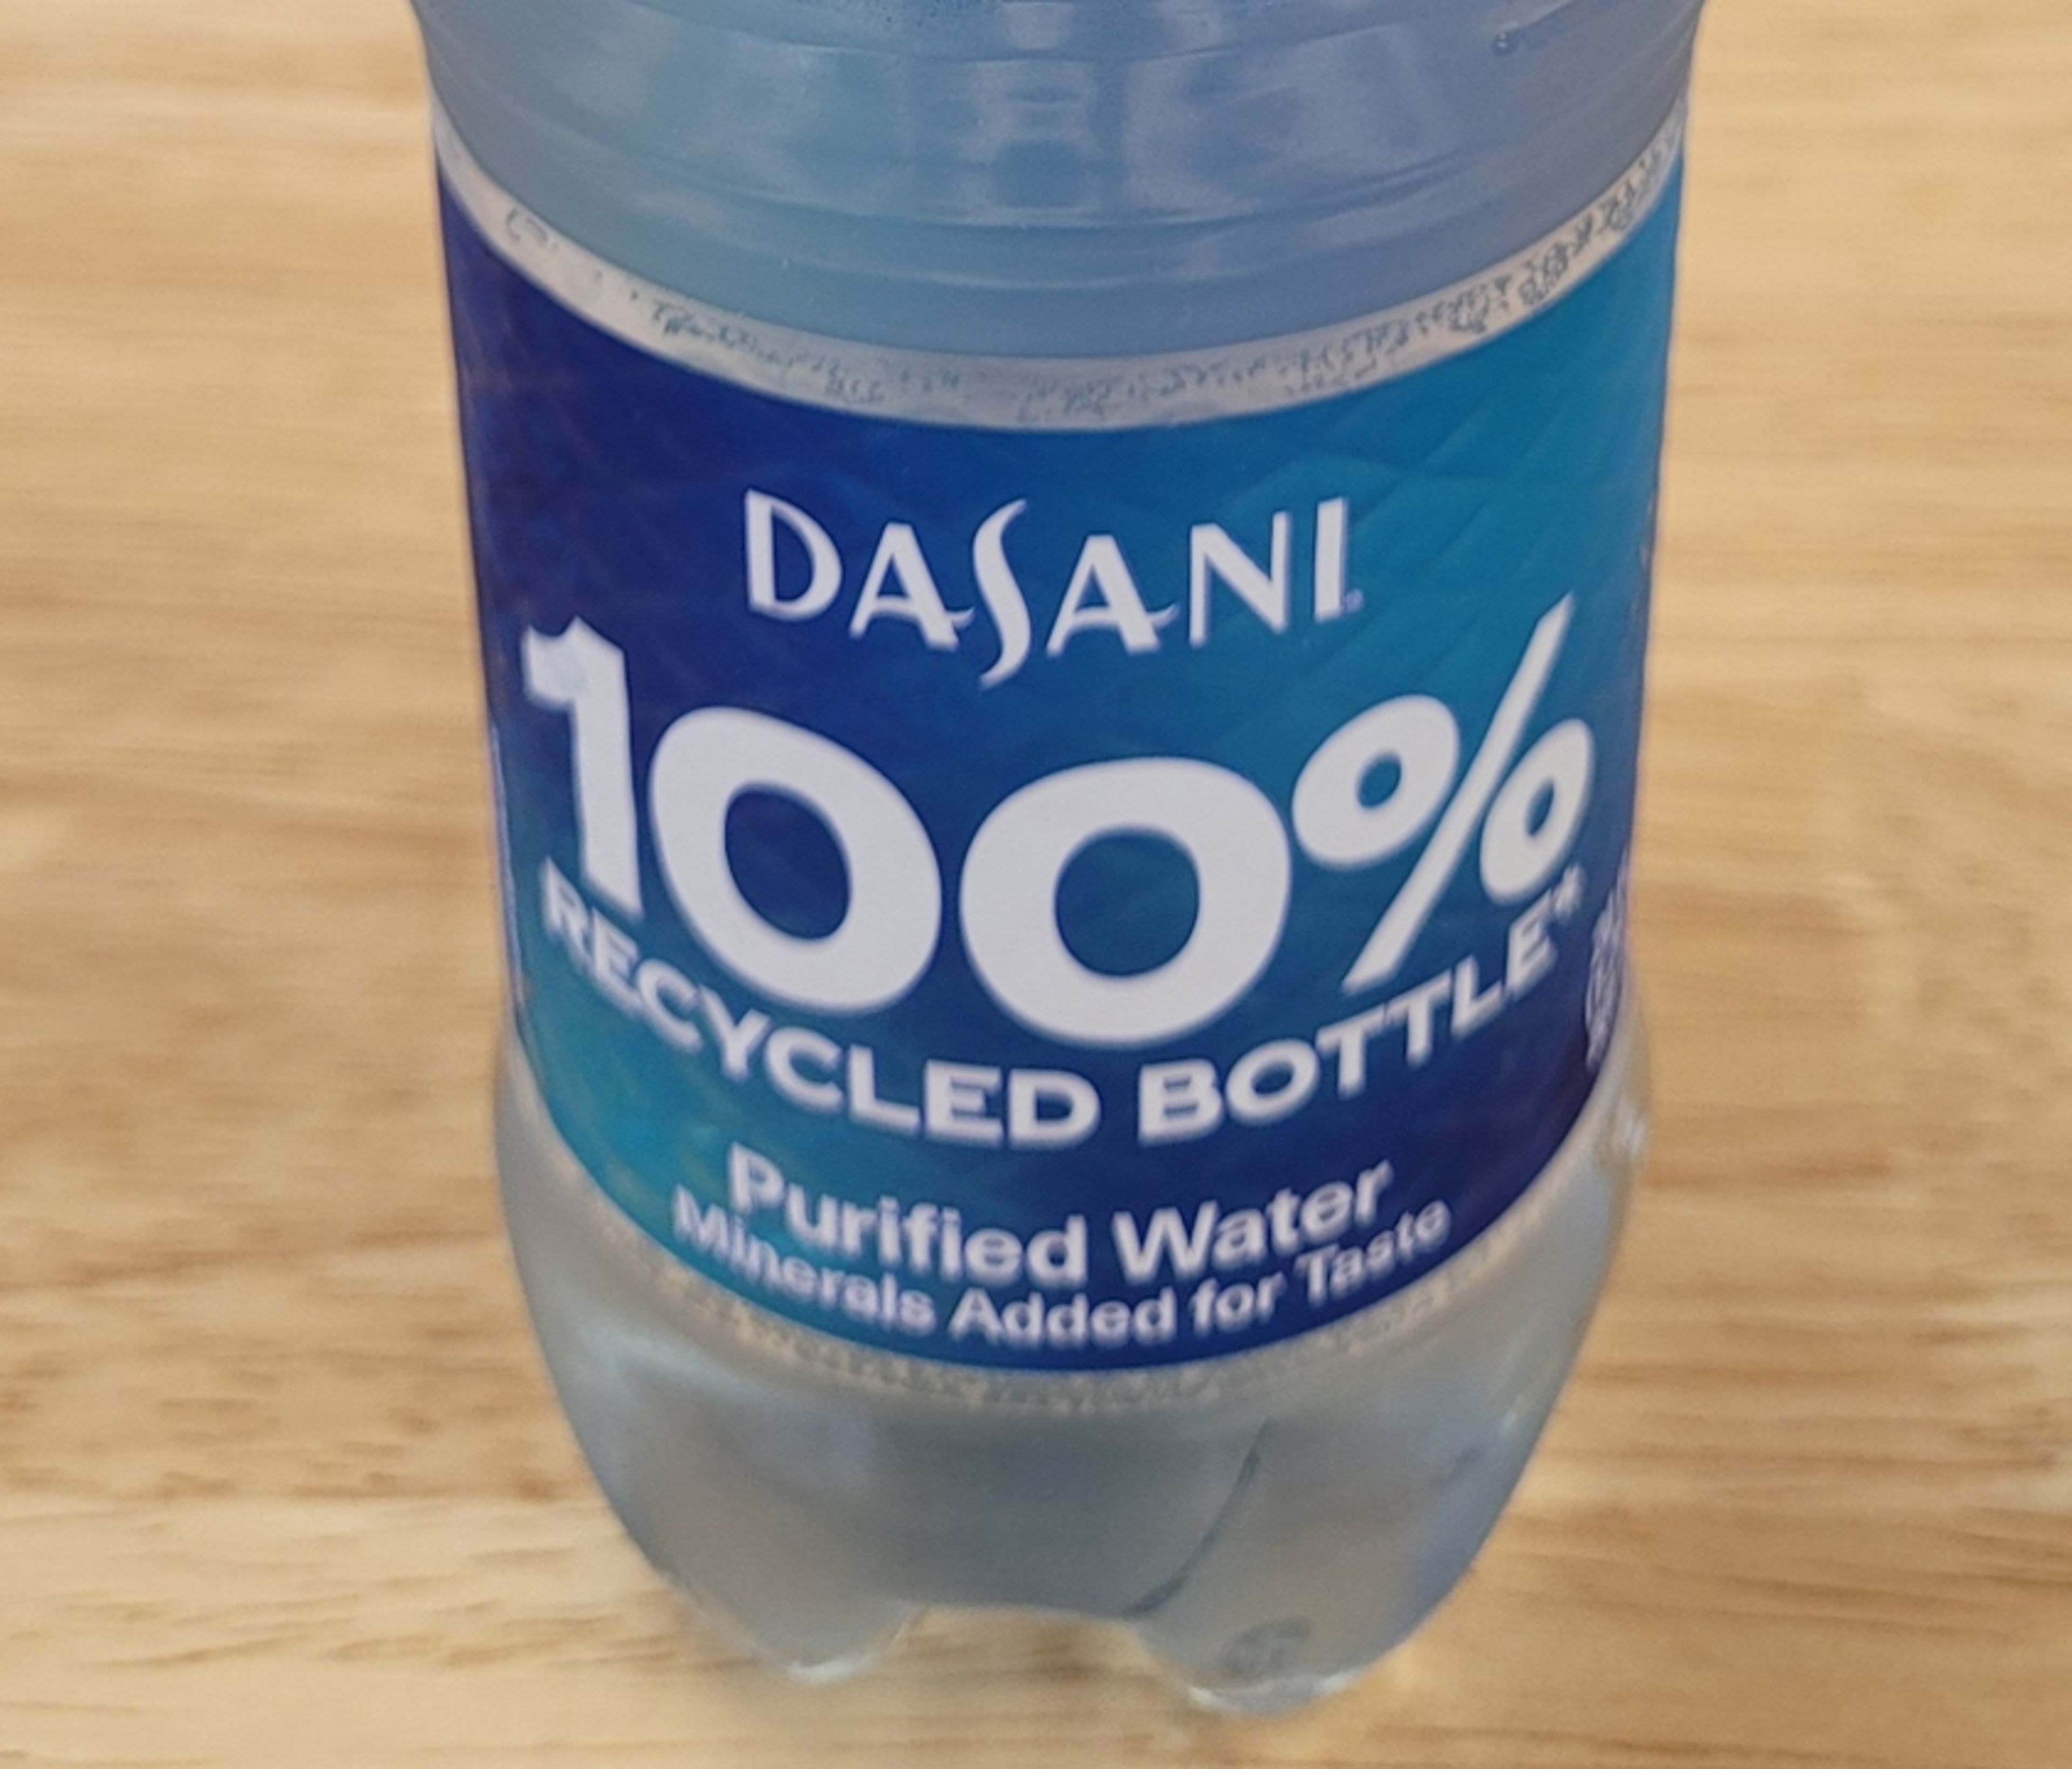 DASANI
100%
RECYCLED BOTTLE*
Purified Water
Minerals Added for Taste